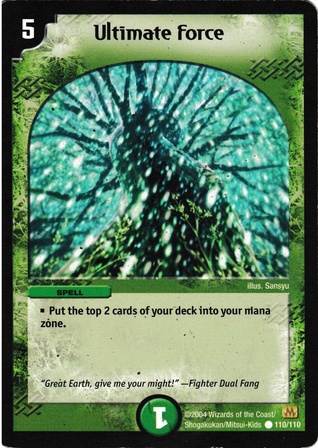 5 Ultimate Force
illus. Sansyu
SPELL
▪ Put the top 2 cards of your deck into your mana
zone.
"Great Earth, give me your might!" —Fighter Dual Fang
1
©2004 Wizards of the Coast/
Shogakukan/Mitsui-Kids 110/110